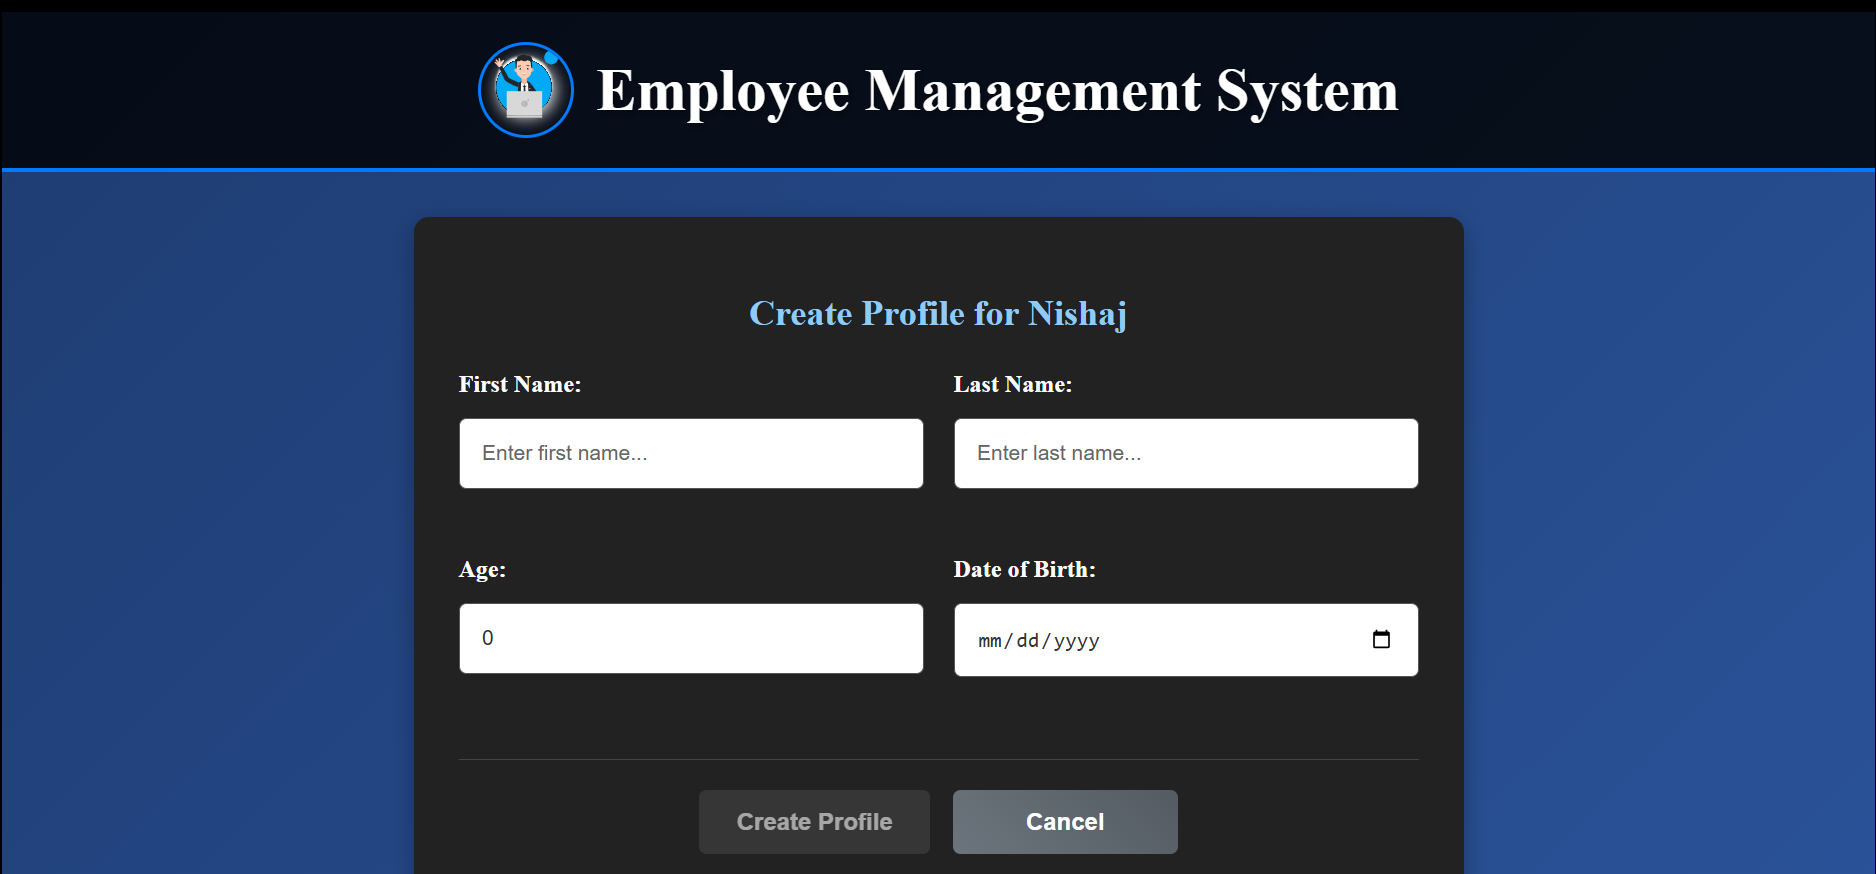 Employee Management System
Create Profile for Nishaj
First Name:
Last Name:
Enter first name...
Enter last name...
Age:
Date of Birth:
0
mm/dd/yyyy
Create Profile
Cancel